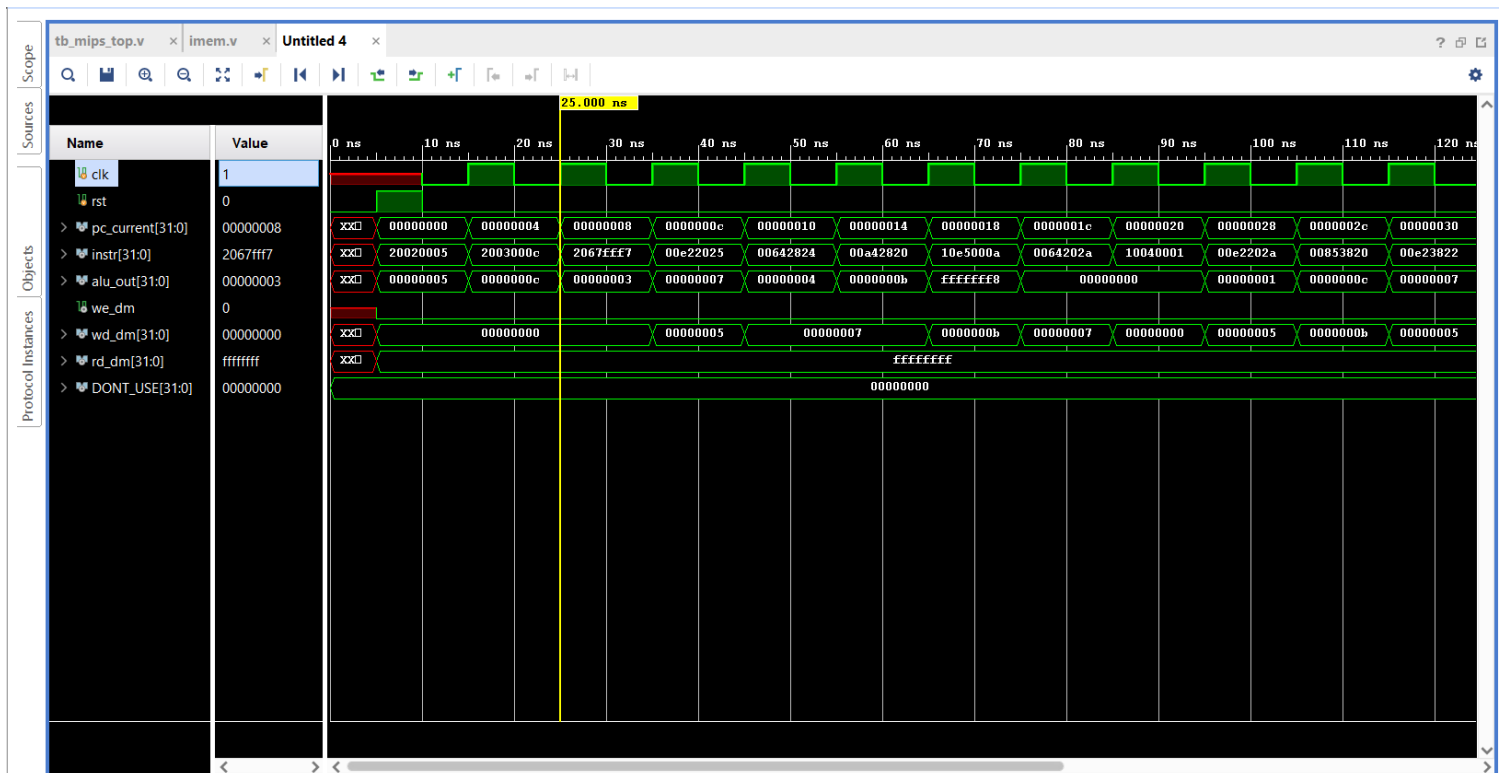 tb_mips_top.v × imem.v × Untitled 4 ×
?
Scope
Sources
Objects
Protocol Instances
25.000 ns
Name Value
0 ns 10 ns 20 ns 30 ns 40 ns 50 ns 60 ns 70 ns 80 ns 90 ns 100 ns 110 ns 120 ns
clk 1
rst 0
pc_current[31:0] 00000008 XX 00000000 00000004 00000008 0000000c 00000010 00000014 00000018 0000001c 00000020 00000028 0000002c 00000030
instr[31:0] 2067fff7 XX 20020005 2003000c 2067fff7 00e22025 00642824 00a42820 10e5000a 0064202a 10040001 00e2202a 00853820 00e23822
alu_out[31:0] 00000003 XX 00000005 0000000c 00000003 00000007 00000004 0000000b fffffff8 00000000 00000001 0000000c 00000007
we_dm 0
wd_dm[31:0] 00000000 XX 00000000 00000005 00000007 0000000b 00000007 00000000 00000005 0000000b 00000005
rd_dm[31:0] ffffffff XX ffffffff
DONT_USE[31:0] 00000000 00000000